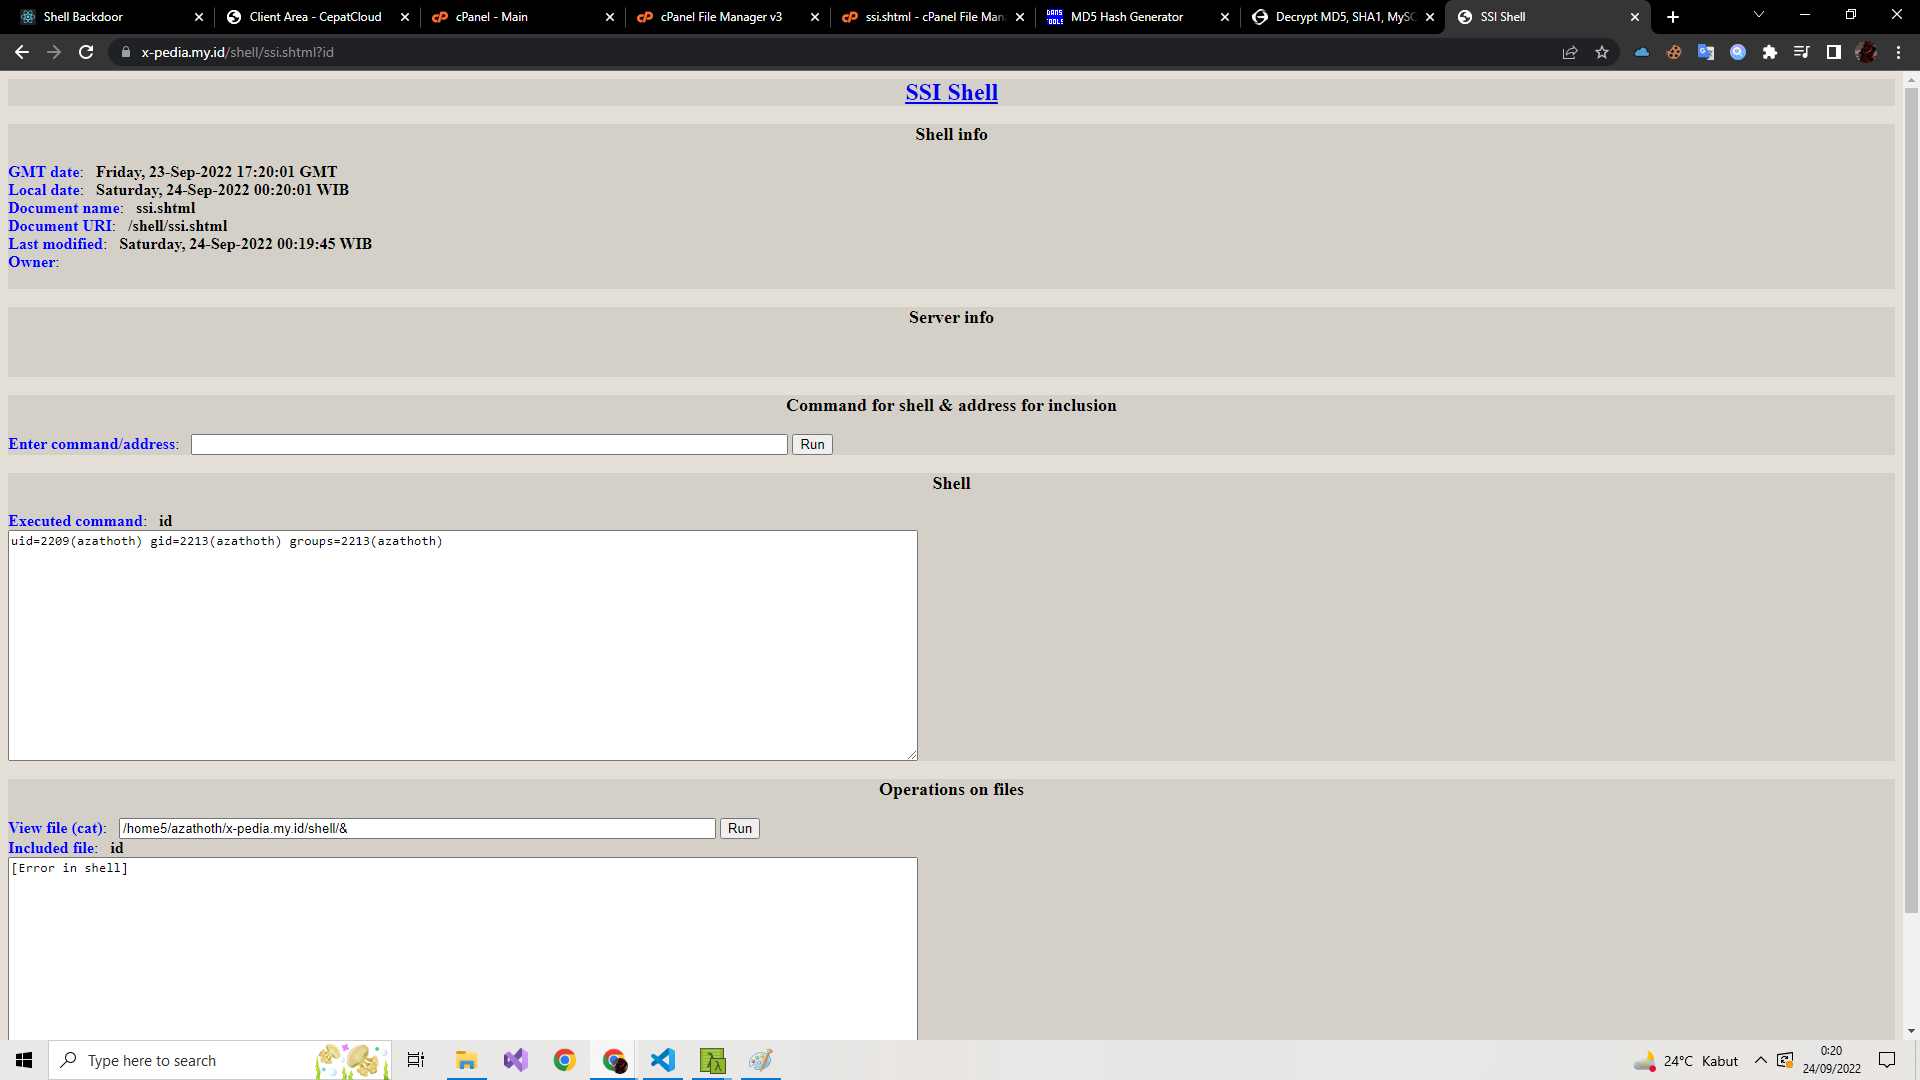 Shell Backdoor
Client Area - CepatCloud
cPanel - Main
cPanel File Manager v3
ssi.shtml - cPanel File Man
MD5 Hash Generator
Decrypt MD5, SHA1, MySC
SSI Shell
x-pedia.my.id/shell/ssi.shtml?id
SSI Shell
Shell info
GMT date: Friday, 23-Sep-2022 17:20:01 GMT
Local date: Saturday, 24-Sep-2022 00:20:01 WIB
Document name: ssi.shtml
Document URI: /shell/ssi.shtml
Last modified: Saturday, 24-Sep-2022 00:19:45 WIB
Owner:
Server info
Command for shell & address for inclusion
Enter command/address: Run
Shell
Executed command: id
uid=2209(azathoth) gid=2213(azathoth) groups=2213(azathoth)
Operations on files
View file (cat): /home5/azathoth/x-pedia.my.id/shell/& Run
Included file: id
[Error in shell]
Type here to search
24°C Kabut
0:20
24/09/2022